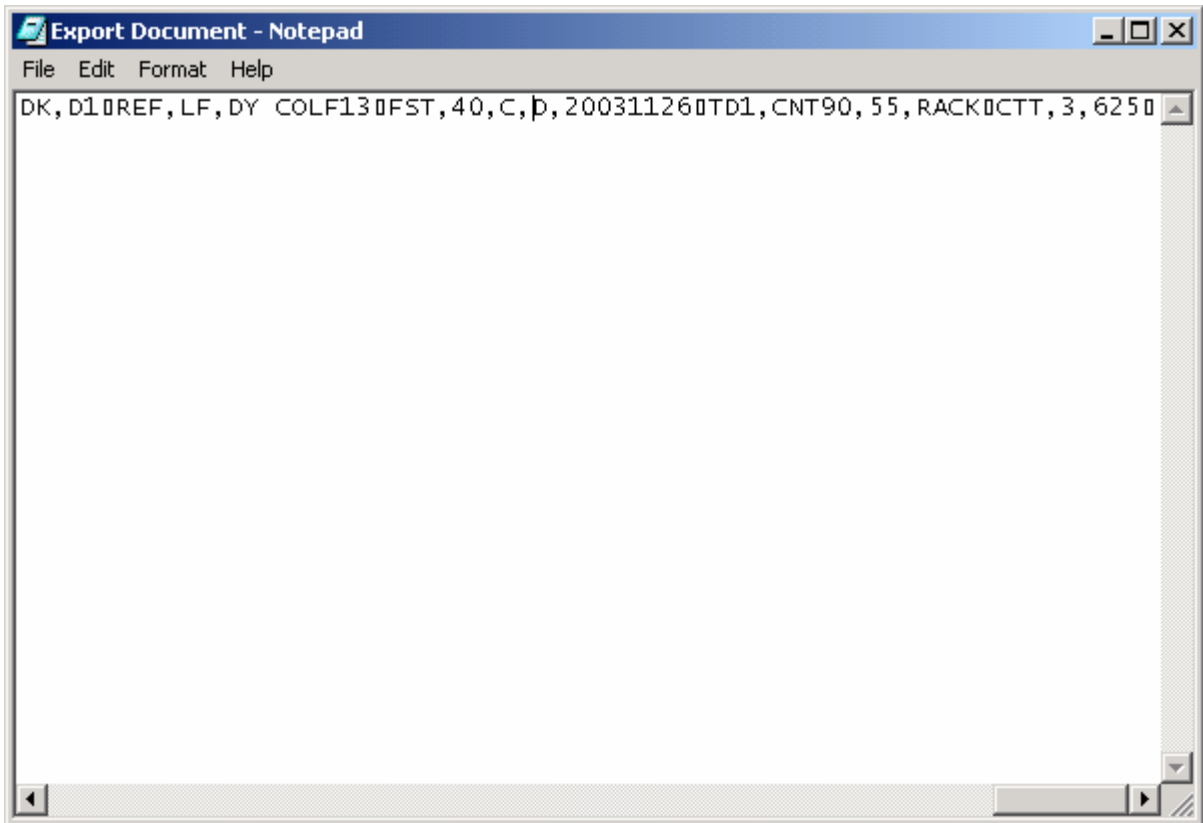 Export Document - Notepad
File Edit Format Help
DK,D1▯REF,LF,DY COLF13▯FST,40,C,D,20031126▯TD1,CNT90,55,RACK▯CTT,3,625▯